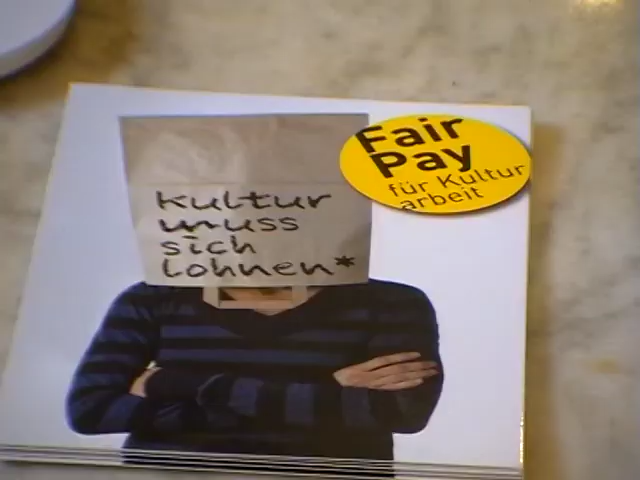 Fair
Pay
für Kultur
arbeit
kultur
muss
sich
lohnen*